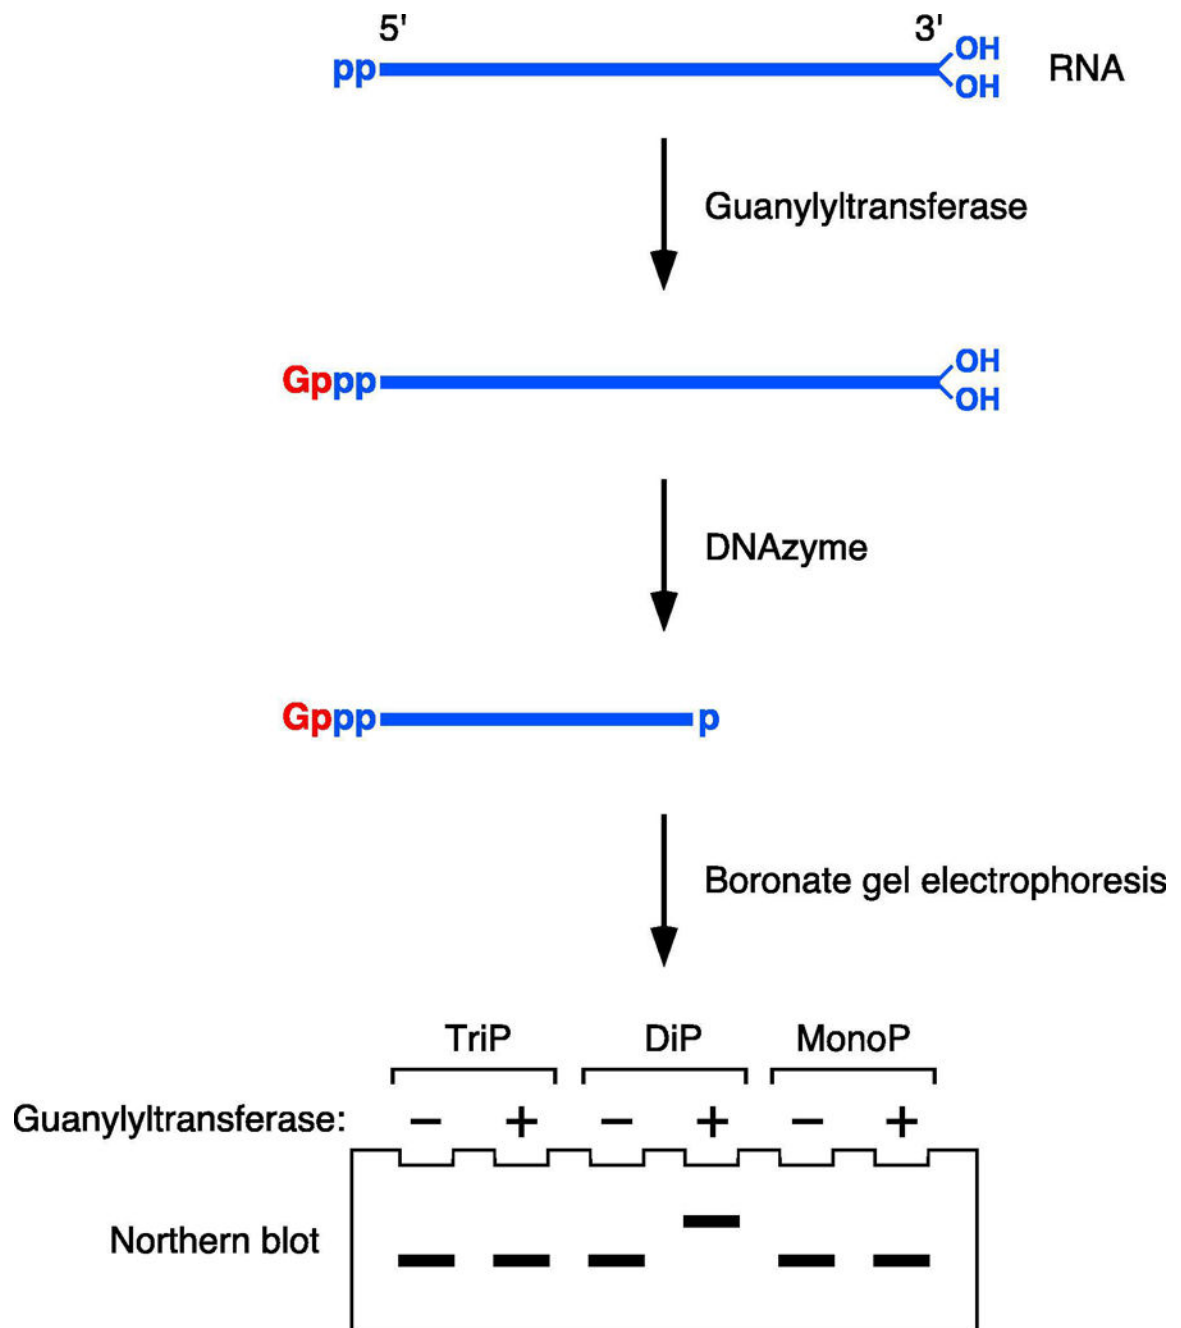 5' 3'
pp OH OH RNA
Guanylyltransferase
Gppp OH OH
DNAzyme
Gppp p
Boronate gel electrophoresis
TriP DiP MonoP
Guanylyltransferase: − + − + − +
Northern blot